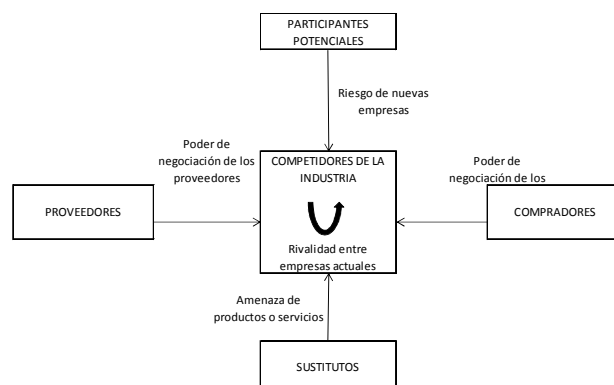 PARTICIPANTES
POTENCIALES
Riesgo de nuevas
empresas
Poder de
negociación de los
proveedores
COMPETIDORES DE LA
INDUSTRIA
Poder de
negociación de los
PROVEEDORES
COMPRADORES
Rivalidad entre
empresas actuales
Amenaza de
productos o servicios
SUSTITUTOS